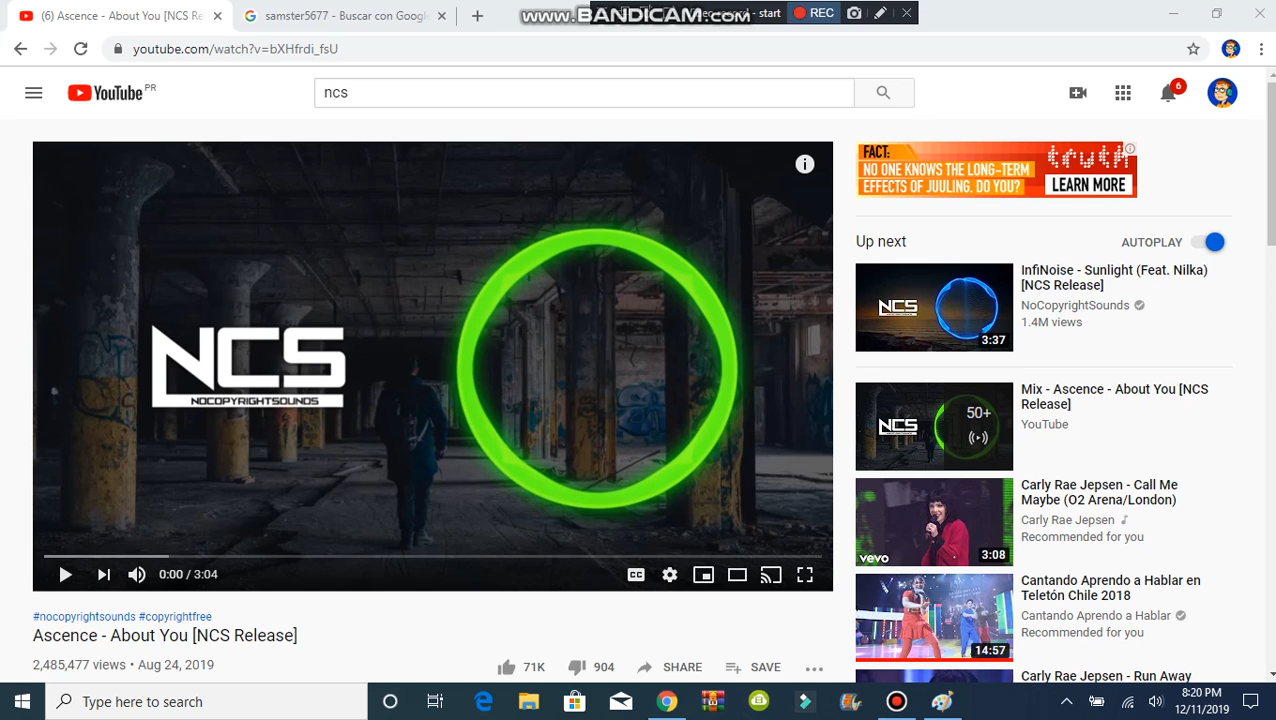 (6) Ascence - About You [NCS Re
samster5677 - Buscar con Google
www.BANDICAM.com
- start
REC
youtube.com/watch?v=bXHfrdi_fsU
YouTube PR
ncs
6
FACT:
NO ONE KNOWS THE LONG-TERM
EFFECTS OF JUULING. DO YOU?
truth
LEARN MORE
NCS
NOCOPYRIGHTSOUNDS
0:00 / 3:04
CC
#nocopyrightsounds #copyrightfree
Ascence - About You [NCS Release]
2,485,477 views • Aug 24, 2019
71K
904
SHARE
SAVE
Up next
AUTOPLAY
NCS
3:37
InfiNoise - Sunlight (Feat. Nilka)
[NCS Release]
NoCopyrightSounds
1.4M views
NCS
50+
Mix - Ascence - About You [NCS
Release]
YouTube
vevo
3:08
Carly Rae Jepsen - Call Me
Maybe (O2 Arena/London)
Carly Rae Jepsen
Recommended for you
14:57
Cantando Aprendo a Hablar en
Teletón Chile 2018
Cantando Aprendo a Hablar
Recommended for you
Carly Rae Jepsen - Run Away
Type here to search
8:20 PM
12/11/2019